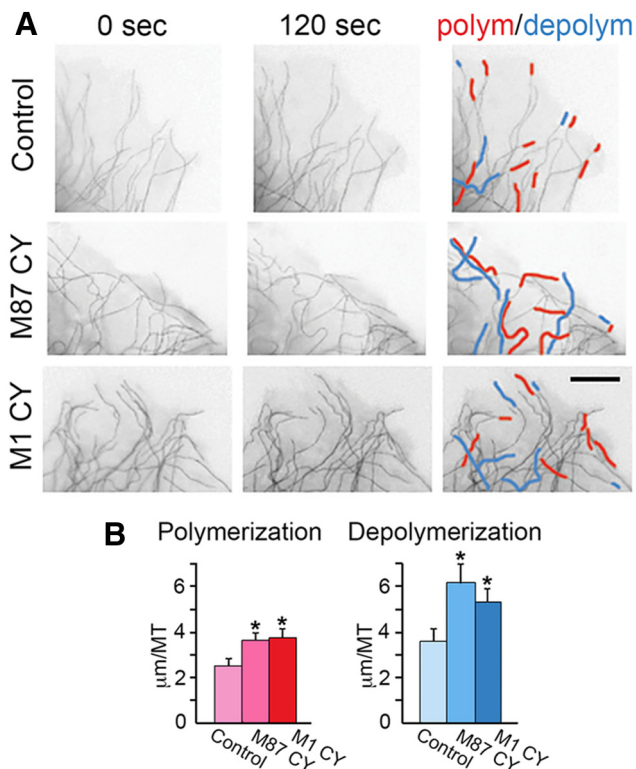 A 0 sec 120 sec polym/depolym
Control
M87 CY
M1 CY
B Polymerization Depolymerization
µm/MT
6
4
2
0
* *
Control
M87 CY
M1 CY
µm/MT
6
4
2
0
* *
Control
M87 CY
M1 CY